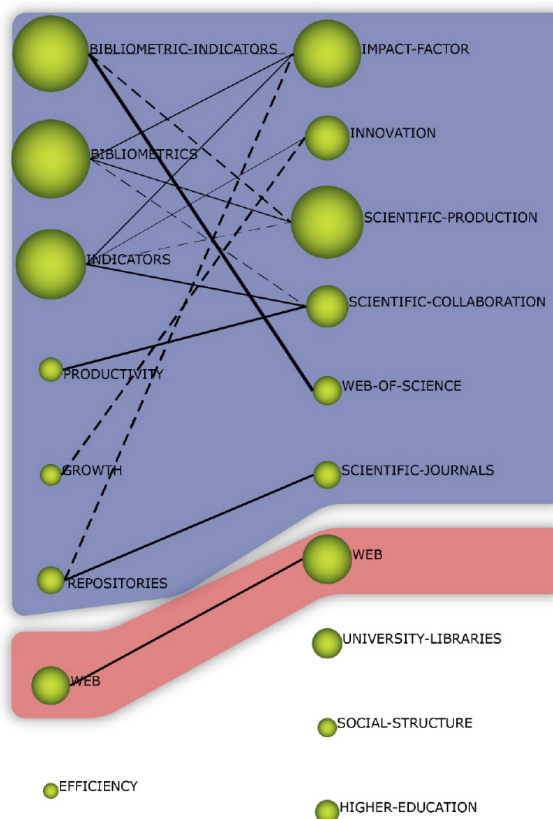 BIBLIOMETRIC-INDICATORS
IMPACT-FACTOR
INNOVATION
BIBLIOMETRICS
SCIENTIFIC-PRODUCTION
INDICATORS
SCIENTIFIC-COLLABORATION
PRODUCTIVITY
WEB-OF-SCIENCE
GROWTH
SCIENTIFIC-JOURNALS
REPOSITORIES
WEB
UNIVERSITY-LIBRARIES
WEB
SOCIAL-STRUCTURE
EFFICIENCY
HIGHER-EDUCATION